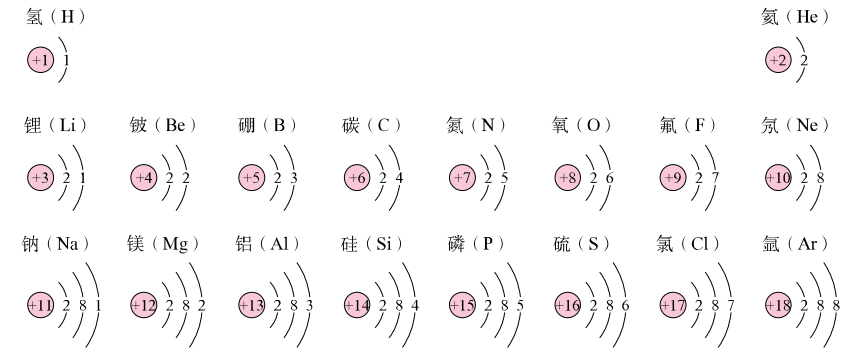 氢（H） 氦（He）
+1 1 +2 2
锂（Li） 铍（Be） 硼（B） 碳（C） 氮（N） 氧（O） 氟（F） 氖（Ne）
+3 2 1 +4 2 2 +5 2 3 +6 2 4 +7 2 5 +8 2 6 +9 2 7 +10 2 8
钠（Na） 镁（Mg） 铝（Al） 硅（Si） 磷（P） 硫（S） 氯（Cl） 氩（Ar）
+11 2 8 1 +12 2 8 2 +13 2 8 3 +14 2 8 4 +15 2 8 5 +16 2 8 6 +17 2 8 7 +18 2 8 8